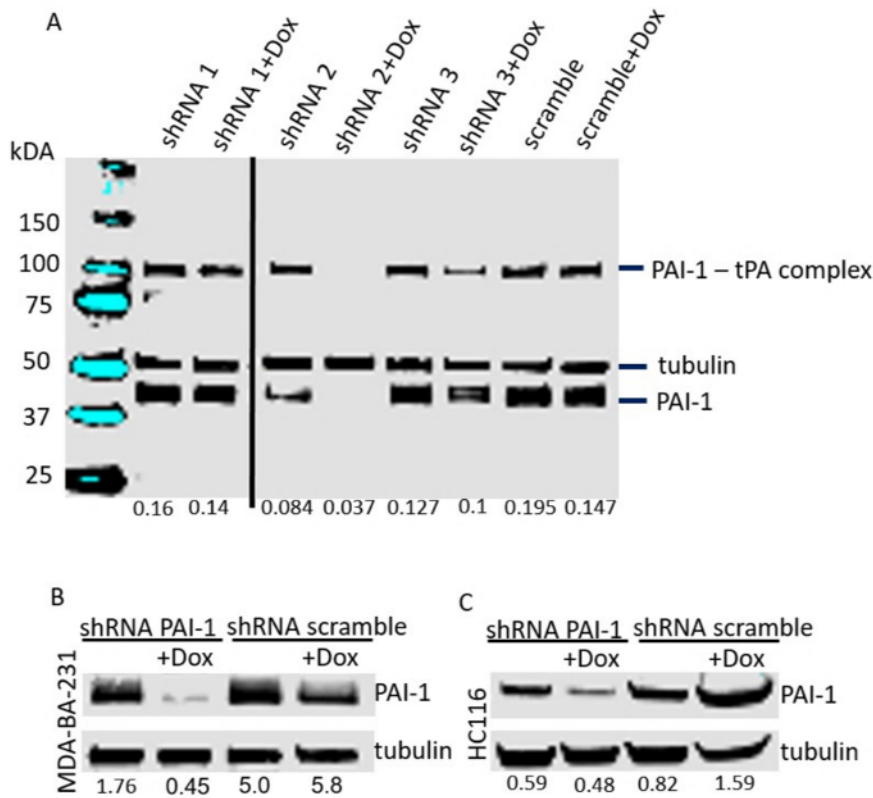 A
shRNA 1
shRNA 1+Dox
shRNA 2
shRNA 2+Dox
shRNA 3
shRNA 3+Dox
scramble
scramble+Dox
kDA
150
100
75
50
37
25
PAI-1 – tPA complex
tubulin
PAI-1
0.16 0.14 0.084 0.037 0.127 0.1 0.195 0.147
B
shRNA PAI-1 shRNA scramble
+Dox +Dox
MDA-BA-231
PAI-1
tubulin
1.76 0.45 5.0 5.8
C
shRNA PAI-1 shRNA scramble
+Dox +Dox
HC116
PAI-1
tubulin
0.59 0.48 0.82 1.59